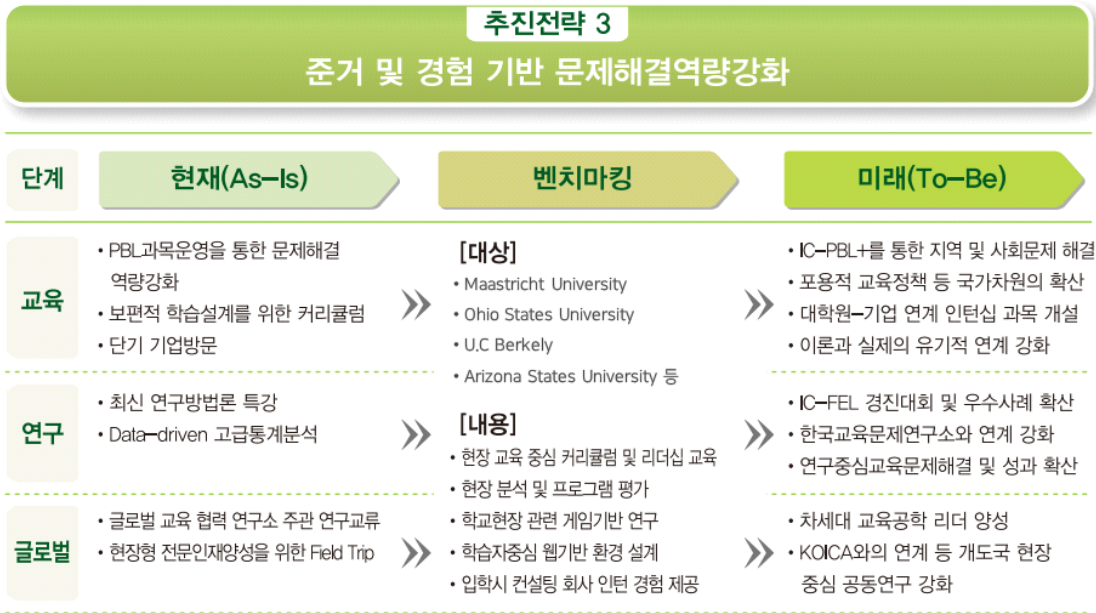 추진전략 3
준거 및 경험 기반 문제해결역량강화
단계
현재(As-Is)
벤치마킹
미래(To-Be)
교육
• PBL과목운영을 통한 문제해결
역량강화
• 보편적 학습설계를 위한 커리큘럼
• 단기 기업방문
[대상]
• Maastricht University
• Ohio States University
• U.C Berkely
• Arizona States University 등
• IC-PBL+를 통한 지역 및 사회문제 해결
• 포용적 교육정책 등 국가차원의 확산
• 대학원-기업 연계 인턴십 과목 개설
• 이론과 실제의 유기적 연계 강화
연구
• 최신 연구방법론 특강
• Data-driven 고급통계분석
[내용]
• 현장 교육 중심 커리큘럼 및 리더십 교육
• 현장 분석 및 프로그램 평가
• 학교현장 관련 게임기반 연구
• 학습자중심 웹기반 환경 설계
• 입학시 컨설팅 회사 인턴 경험 제공
• IC-FEL 경진대회 및 우수사례 확산
• 한국교육문제연구소와 연계 강화
• 연구중심교육문제해결 및 성과 확산
글로벌
• 글로벌 교육 협력 연구소 주관 연구교류
• 현장형 전문인재양성을 위한 Field Trip
• 차세대 교육공학 리더 양성
• KOICA와의 연계 등 개도국 현장
중심 공동연구 강화